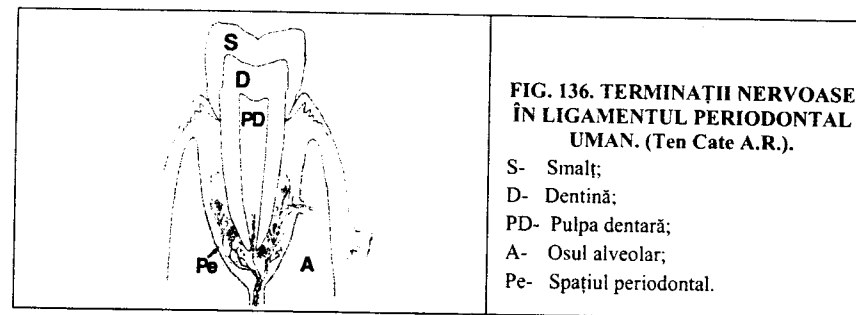 S
D
PD
Pe
A
FIG. 136. TERMINAȚII NERVOASE
ÎN LIGAMENTUL PERIODONTAL
UMAN. (Ten Cate A.R.).
S- Smalț;
D- Dentină;
PD- Pulpa dentară;
A- Osul alveolar;
Pe- Spațiul periodontal.